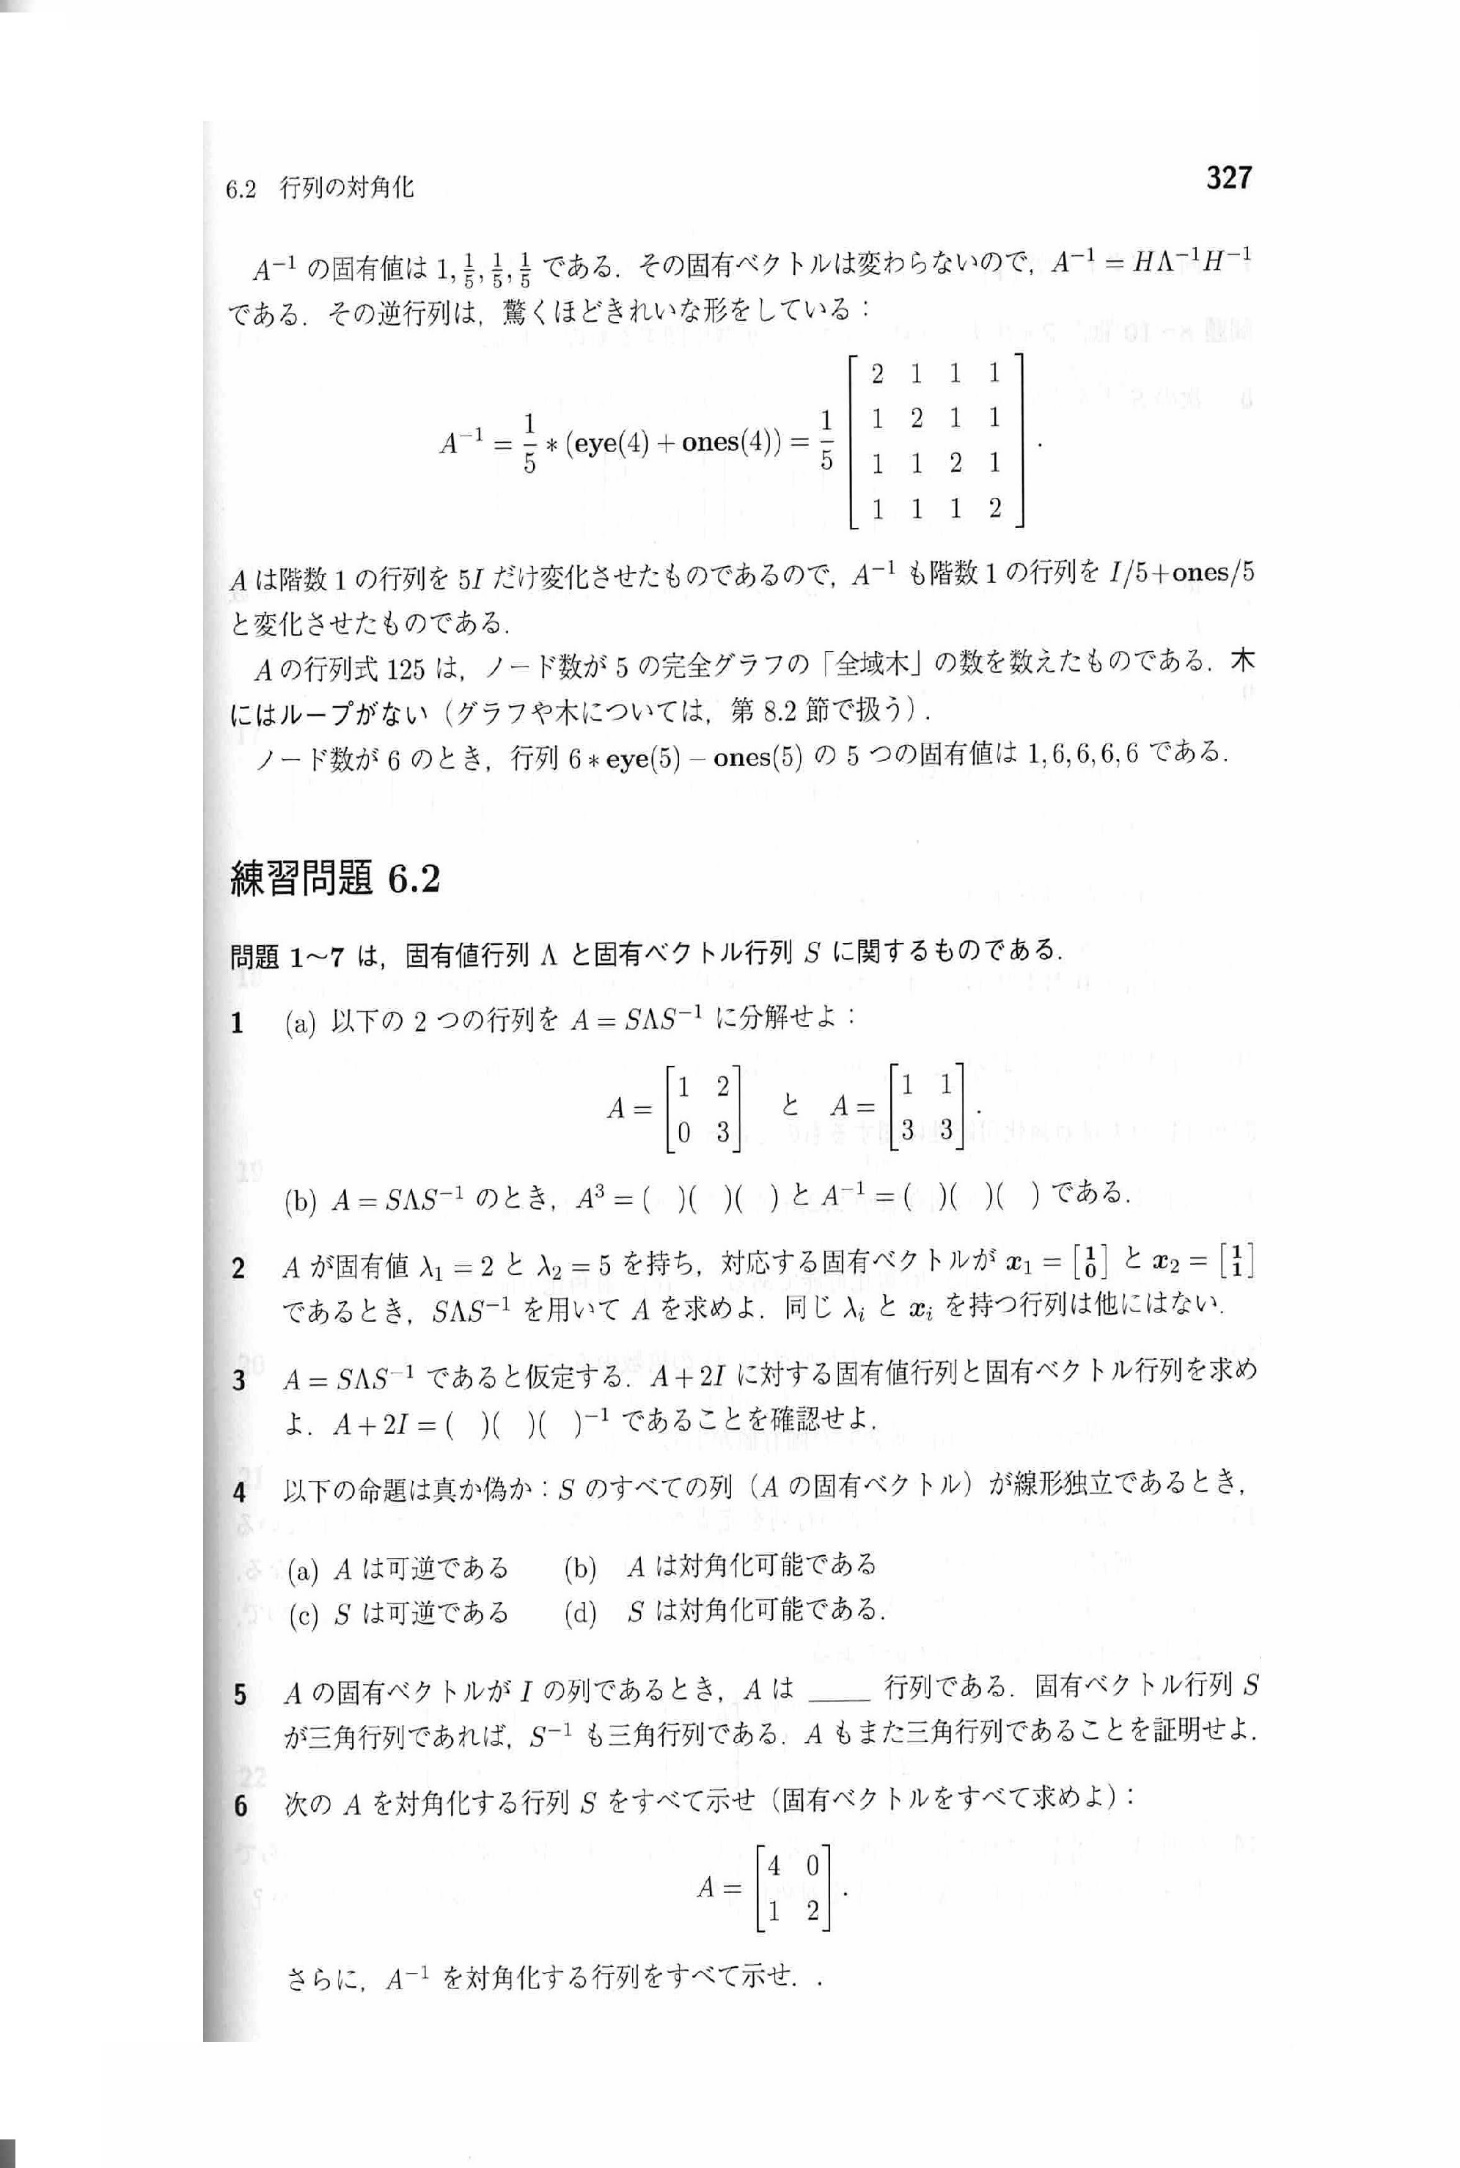 6.2 行列の対角化 327
A⁻¹ の固有値は 1, 1/5, 1/5, 1/5 である. その固有ベクトルは変わらないので, A⁻¹ = HΛ⁻¹H⁻¹
である. その逆行列は, 驚くほどきれいな形をしている:
A⁻¹ = 1/5 * (eye(4) + ones(4)) = 1/5 [2 1 1 1
1 2 1 1
1 1 2 1
1 1 1 2].
A は階数 1 の行列を 5I だけ変化させたものであるので, A⁻¹ も階数 1 の行列を I/5+ones/5
と変化させたものである.
A の行列式 125 は, ノード数が 5 の完全グラフの「全域木」の数を数えたものである. 木
にはループがない (グラフや木については, 第 8.2 節で扱う).
ノード数が 6 のとき, 行列 6 * eye(5) − ones(5) の 5 つの固有値は 1, 6, 6, 6, 6 である.
練習問題 6.2
問題 1~7 は, 固有値行列 Λ と固有ベクトル行列 S に関するものである.
1 (a) 以下の 2 つの行列を A = SΛS⁻¹ に分解せよ:
A = [1 2
0 3] と A = [1 1
3 3].
(b) A = SΛS⁻¹ のとき, A³ = ( )( )( ) と A⁻¹ = ( )( )( ) である.
2 A が固有値 λ₁ = 2 と λ₂ = 5 を持ち, 対応する固有ベクトルが x₁ = [1 0] と x₂ = [1 1]
であるとき, SΛS⁻¹ を用いて A を求めよ. 同じ λᵢ と xᵢ を持つ行列は他にはない.
3 A = SΛS⁻¹ であると仮定する. A + 2I に対する固有値行列と固有ベクトル行列を求め
よ. A + 2I = ( )( )( )⁻¹ であることを確認せよ.
4 以下の命題は真か偽か: S のすべての列 (A の固有ベクトル) が線形独立であるとき,
(a) A は可逆である (b) A は対角化可能である
(c) S は可逆である (d) S は対角化可能である.
5 A の固有ベクトルが I の列であるとき, A は ____ 行列である. 固有ベクトル行列 S
が三角行列であれば, S⁻¹ も三角行列である. A もまた三角行列であることを証明せよ.
6 次の A を対角化する行列 S をすべて示せ (固有ベクトルをすべて求めよ):
A = [4 0
1 2].
さらに, A⁻¹ を対角化する行列をすべて示せ. .